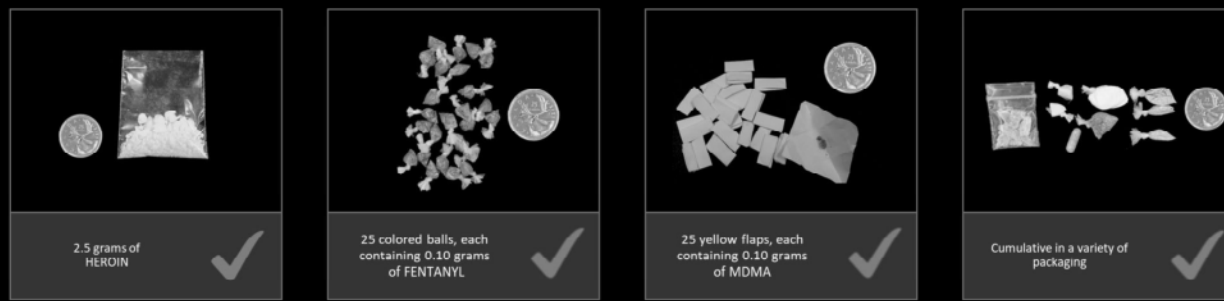 2.5 grams of
HEROIN
25 colored balls, each
containing 0.10 grams
of FENTANYL
25 yellow flaps, each
containing 0.10 grams
of MDMA
Cumulative in a variety of
packaging